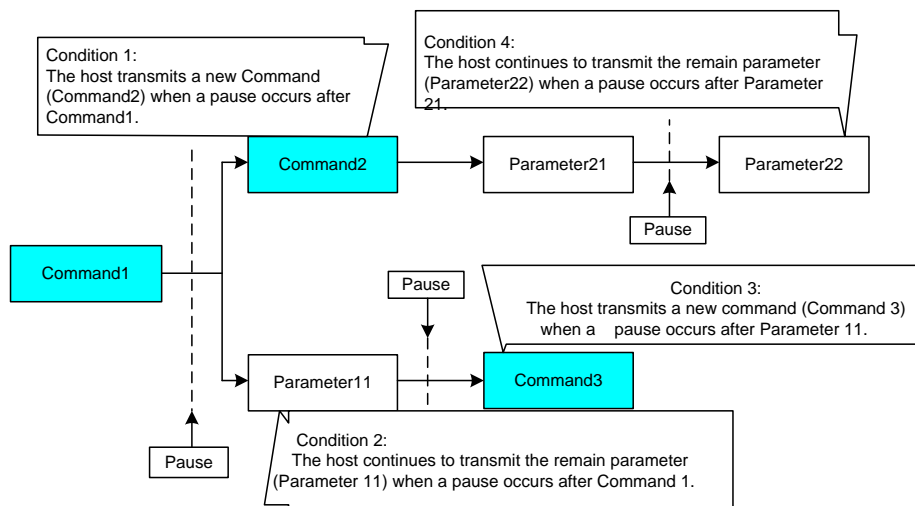 Condition 1:
The host transmits a new Command
(Command2) when a pause occurs after
Command1.
Condition 4:
The host continues to transmit the remain parameter
(Parameter22) when a pause occurs after Parameter
21.
Command2
Parameter21
Parameter22
Pause
Command1
Pause
Condition 3:
The host transmits a new command (Command 3)
when a pause occurs after Parameter 11.
Parameter11
Command3
Pause
Condition 2:
The host continues to transmit the remain parameter
(Parameter 11) when a pause occurs after Command 1.